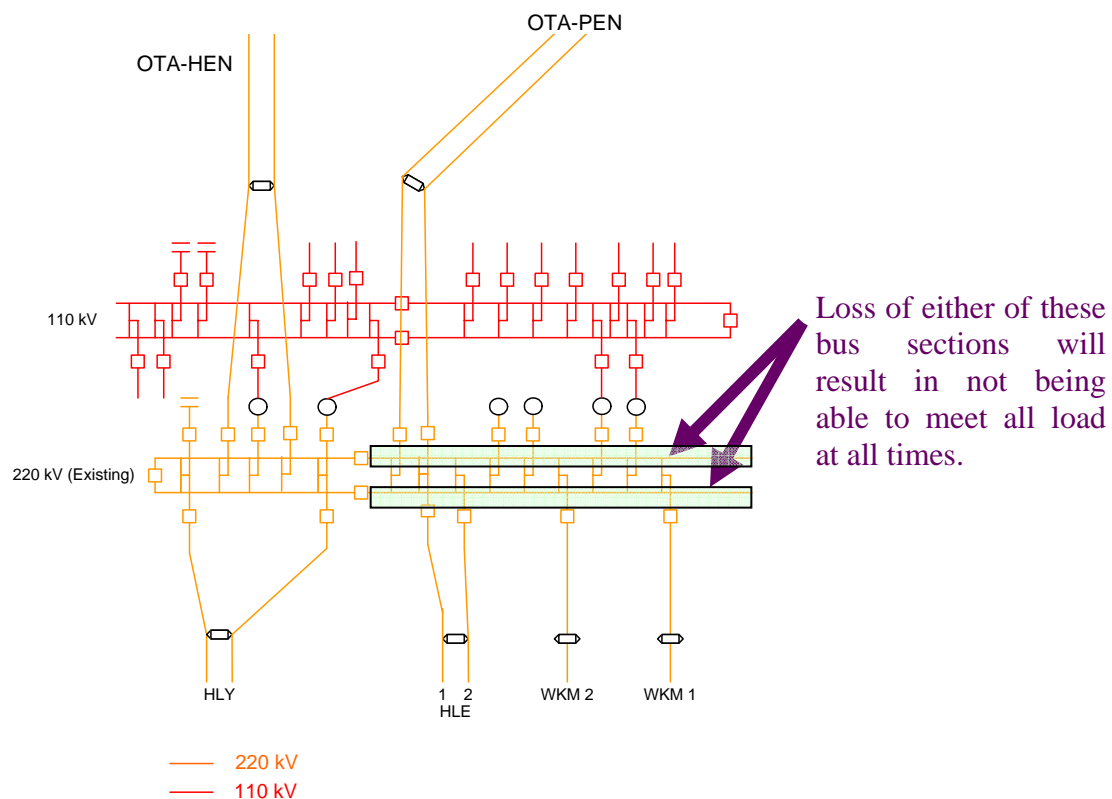 OTA-PEN
OTA-HEN
110 kV
Loss of either of these
bus sections will
result in not being
able to meet all load
at all times.
220 kV (Existing)
HLY
1 2
HLE
WKM 2
WKM 1
220 kV
110 kV